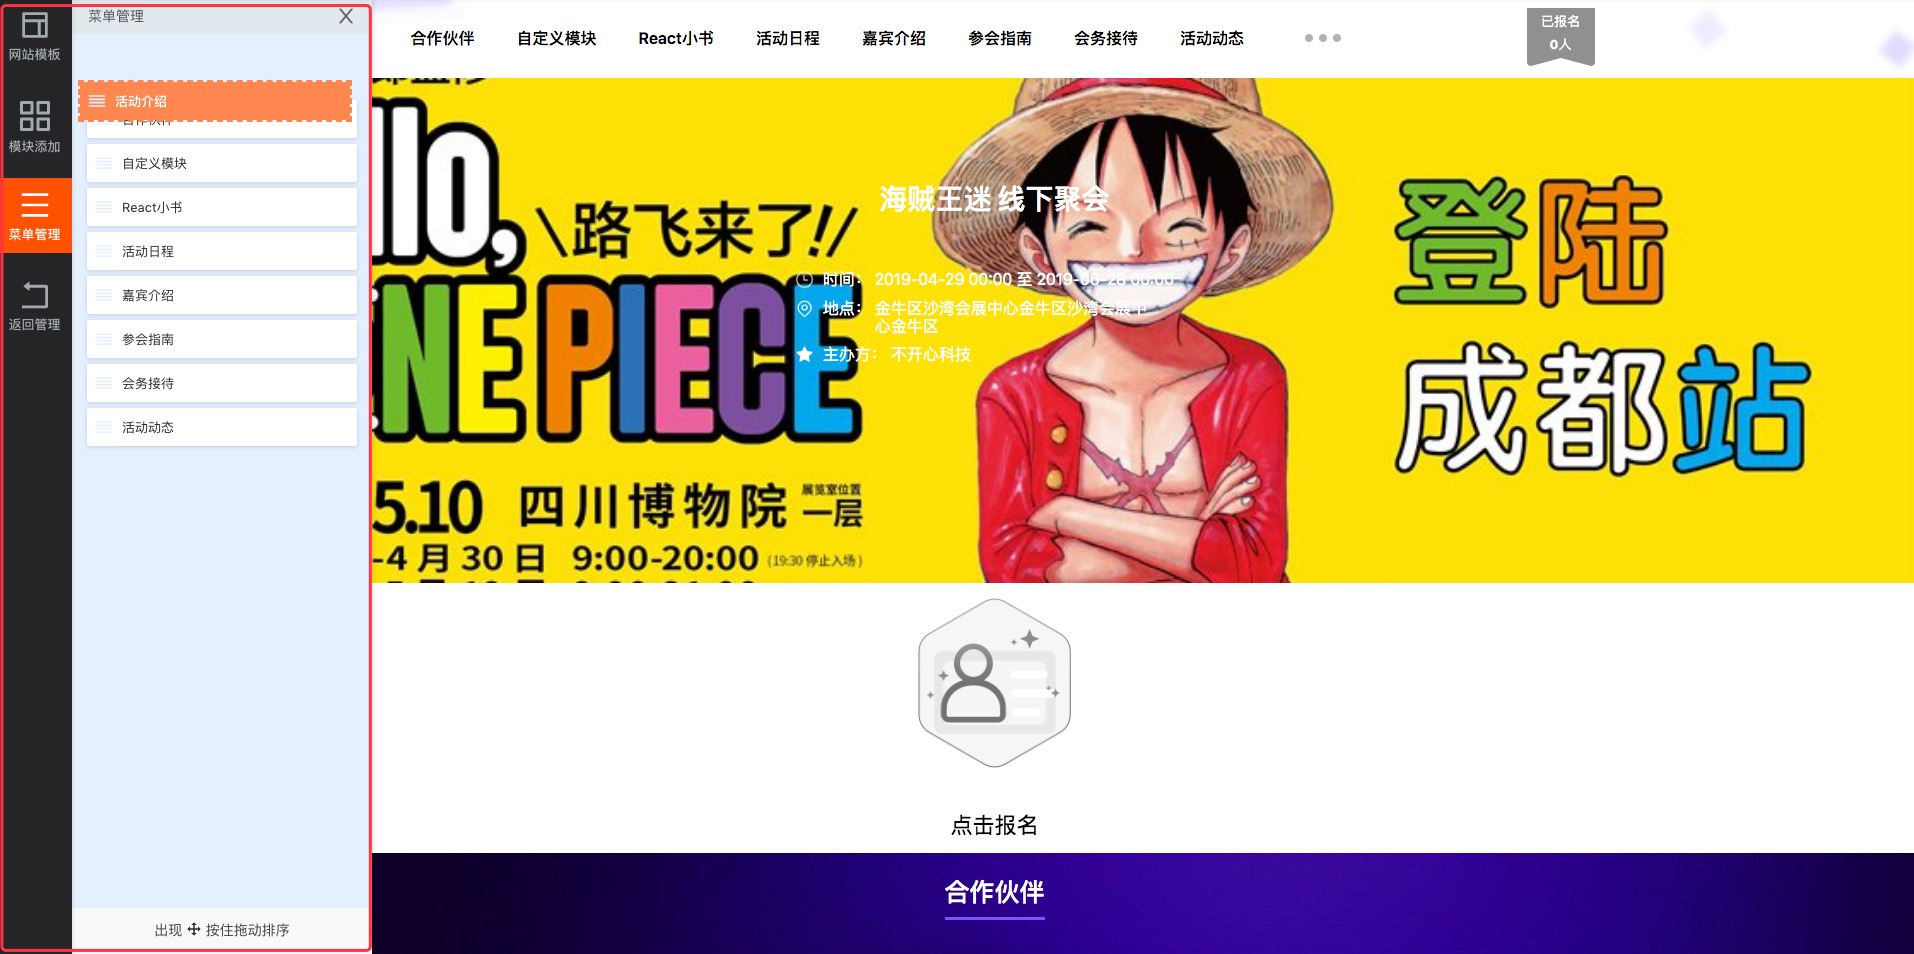 网站模板
模块添加
菜单管理
返回管理
菜单管理
活动介绍
合作伙伴
自定义模块
React小书
活动日程
嘉宾介绍
参会指南
会务接待
活动动态
出现 按住拖动排序
合作伙伴 自定义模块 React小书 活动日程 嘉宾介绍 参会指南 会务接待 活动动态
已报名
0人
海贼王迷 线下聚会
时间： 2019-04-29 00:00 至 2019-06-28 00:00
地点： 金牛区沙湾会展中心金牛区沙湾会展中
心金牛区
主办方： 不开心科技
llo,
\路飞来了!!/
NE PIECE
5.10 四川博物院 展览室位置
一层
-4月30日 9:00-20:00 (19:30 停止入场)
登陆
成都站
点击报名
合作伙伴